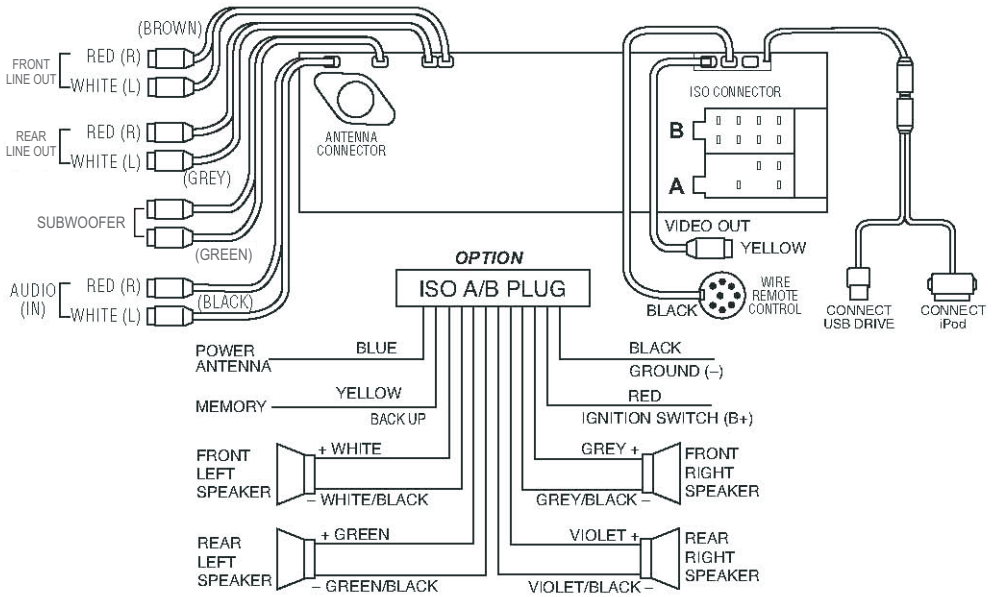 (BROWN)
FRONT
LINE OUT
RED (R)
WHITE (L)
REAR
LINE OUT
RED (R)
WHITE (L)
(GREY)
SUBWOOFER
(GREEN)
AUDIO
(IN)
RED (R)
WHITE (L)
(BLACK)
ANTENNA
CONNECTOR
ISO CONNECTOR
B
A
VIDEO OUT
YELLOW
BLACK
WIRE
REMOTE
CONTROL
CONNECT
USB DRIVE
CONNECT
iPod
OPTION
ISO A/B PLUG
POWER
ANTENNA
BLUE
MEMORY
YELLOW
BACK UP
BLACK
GROUND (–)
RED
IGNITION SWITCH (B+)
FRONT
LEFT
SPEAKER
+ WHITE
– WHITE/BLACK
GREY +
GREY/BLACK –
FRONT
RIGHT
SPEAKER
REAR
LEFT
SPEAKER
+ GREEN
– GREEN/BLACK
VIOLET +
VIOLET/BLACK –
REAR
RIGHT
SPEAKER